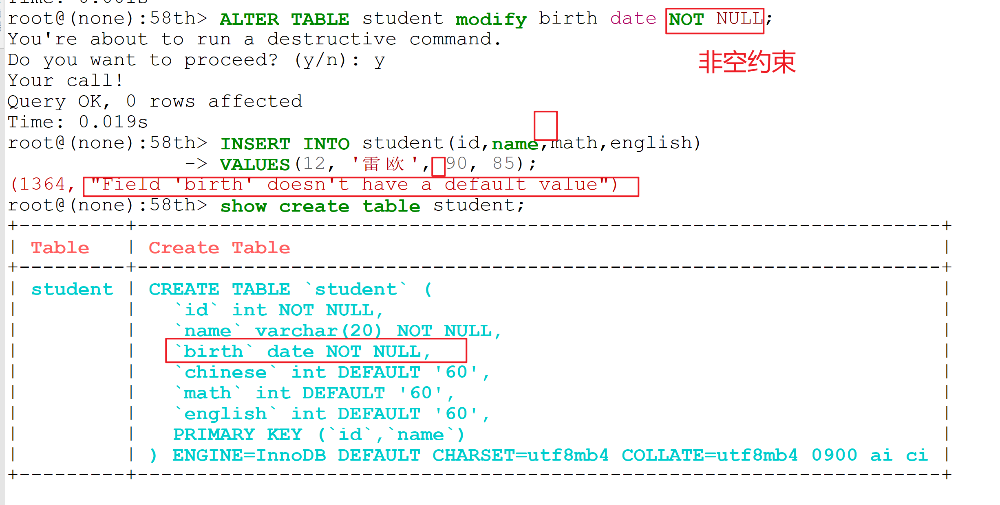 Time: 0.001s
root@(none):58th> ALTER TABLE student modify birth date NOT NULL;
You're about to run a destructive command.
Do you want to proceed? (y/n): y
非空约束
Your call!
Query OK, 0 rows affected
Time: 0.019s
root@(none):58th> INSERT INTO student(id,name,math,english)
-> VALUES(12, '雷欧', 90, 85);
(1364, "Field 'birth' doesn't have a default value")
root@(none):58th> show create table student;
+---------+--------------------------------------------------------------------+
| Table   | Create Table                                                       |
+---------+--------------------------------------------------------------------+
| student | CREATE TABLE `student` (                                           |
|         |   `id` int NOT NULL,                                               |
|         |   `name` varchar(20) NOT NULL,                                     |
|         |   `birth` date NOT NULL,                                           |
|         |   `chinese` int DEFAULT '60',                                      |
|         |   `math` int DEFAULT '60',                                         |
|         |   `english` int DEFAULT '60',                                      |
|         |   PRIMARY KEY (`id`,`name`)                                        |
|         | ) ENGINE=InnoDB DEFAULT CHARSET=utf8mb4 COLLATE=utf8mb4_0900_ai_ci |
+---------+--------------------------------------------------------------------+